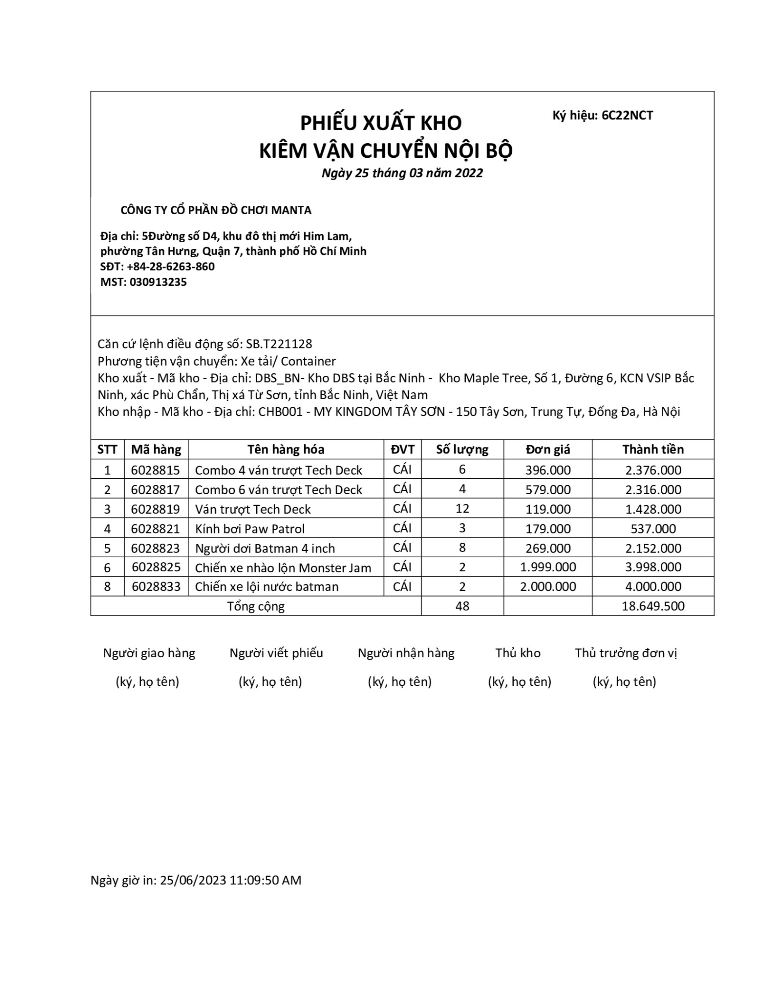 Ký hiệu: 6C22NCT
PHIẾU XUẤT KHO
KIÊM VẬN CHUYỂN NỘI BỘ
Ngày 25 tháng 03 năm 2022
CÔNG TY CỔ PHẦN ĐỒ CHƠI MANTA
Địa chỉ: 5Đường số D4, khu đô thị mới Him Lam,
phường Tân Hưng, Quận 7, thành phố Hồ Chí Minh
SĐT: +84-28-6263-860
MST: 030913235
Căn cứ lệnh điều động số: SB.T221128
Phương tiện vận chuyển: Xe tải/ Container
Kho xuất - Mã kho - Địa chỉ: DBS_BN- Kho DBS tại Bắc Ninh - Kho Maple Tree, Số 1, Đường 6, KCN VSIP Bắc
Ninh, xác Phù Chẩn, Thị xá Từ Sơn, tỉnh Bắc Ninh, Việt Nam
Kho nhập - Mã kho - Địa chỉ: CHB001 - MY KINGDOM TÂY SƠN - 150 Tây Sơn, Trung Tự, Đống Đa, Hà Nội
STT Mã hàng Tên hàng hóa ĐVT Số lượng Đơn giá Thành tiền
1 6028815 Combo 4 ván trượt Tech Deck CÁI 6 396.000 2.376.000
2 6028817 Combo 6 ván trượt Tech Deck CÁI 4 579.000 2.316.000
3 6028819 Ván trượt Tech Deck CÁI 12 119.000 1.428.000
4 6028821 Kính bơi Paw Patrol CÁI 3 179.000 537.000
5 6028823 Người dơi Batman 4 inch CÁI 8 269.000 2.152.000
6 6028825 Chiến xe nhào lộn Monster Jam CÁI 2 1.999.000 3.998.000
8 6028833 Chiến xe lội nước batman CÁI 2 2.000.000 4.000.000
Tổng cộng 48 18.649.500
Người giao hàng Người viết phiếu Người nhận hàng Thủ kho Thủ trưởng đơn vị
(ký, họ tên) (ký, họ tên) (ký, họ tên) (ký, họ tên) (ký, họ tên)
Ngày giờ in: 25/06/2023 11:09:50 AM